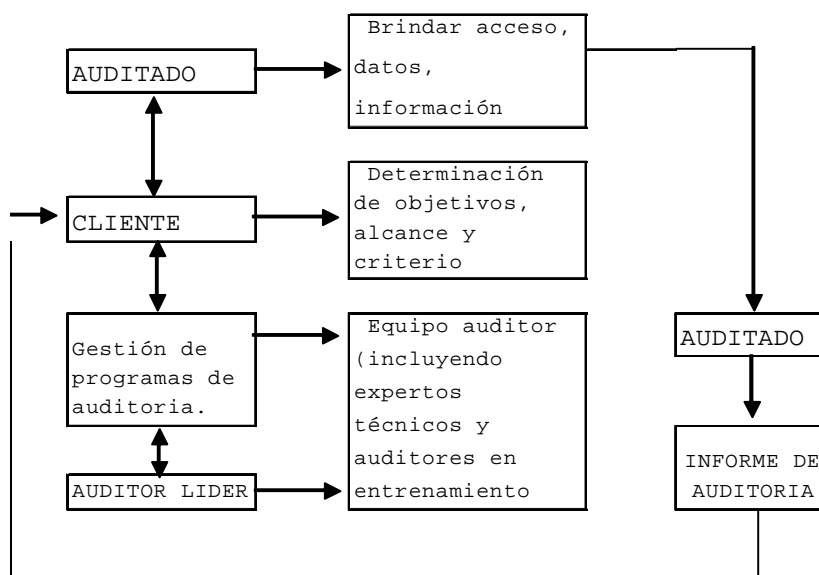 AUDITADO
Brindar acceso,
datos,
información
CLIENTE
Determinación
de objetivos,
alcance y
criterio
Gestión de
programas de
auditoria.
Equipo auditor
(incluyendo
expertos
técnicos y
auditores en
entrenamiento
AUDITOR LIDER
AUDITADO
INFORME DE
AUDITORIA